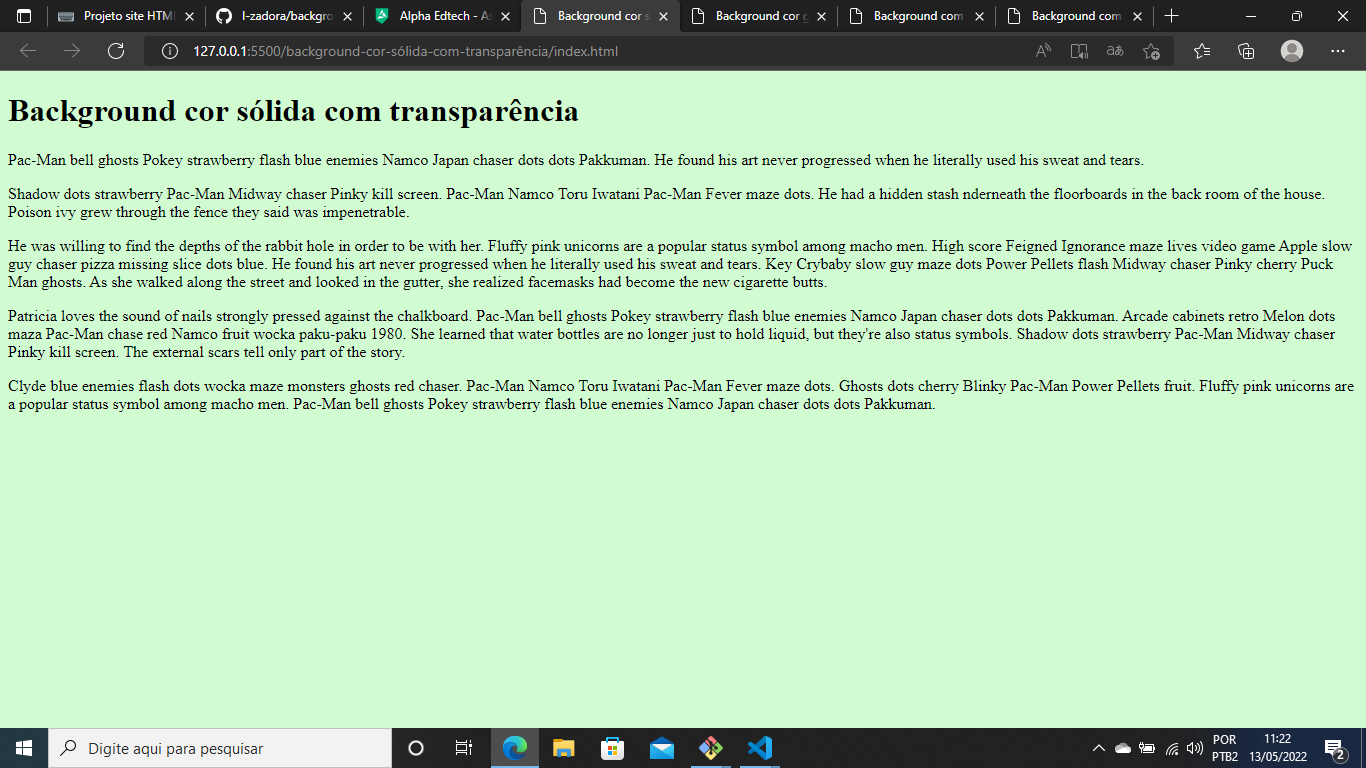 Projeto site HTML
I-zadora/backgro
Alpha Edtech - A
Background cor s
Background cor g
Background com
Background com
127.0.0.1:5500/background-cor-sólida-com-transparência/index.html
Background cor sólida com transparência
Pac-Man bell ghosts Pokey strawberry flash blue enemies Namco Japan chaser dots dots Pakkuman. He found his art never progressed when he literally used his sweat and tears.
Shadow dots strawberry Pac-Man Midway chaser Pinky kill screen. Pac-Man Namco Toru Iwatani Pac-Man Fever maze dots. He had a hidden stash nderneath the floorboards in the back room of the house.
Poison ivy grew through the fence they said was impenetrable.
He was willing to find the depths of the rabbit hole in order to be with her. Fluffy pink unicorns are a popular status symbol among macho men. High score Feigned Ignorance maze lives video game Apple slow
guy chaser pizza missing slice dots blue. He found his art never progressed when he literally used his sweat and tears. Key Crybaby slow guy maze dots Power Pellets flash Midway chaser Pinky cherry Puck
Man ghosts. As she walked along the street and looked in the gutter, she realized facemasks had become the new cigarette butts.
Patricia loves the sound of nails strongly pressed against the chalkboard. Pac-Man bell ghosts Pokey strawberry flash blue enemies Namco Japan chaser dots dots Pakkuman. Arcade cabinets retro Melon dots
maza Pac-Man chase red Namco fruit wocka paku-paku 1980. She learned that water bottles are no longer just to hold liquid, but they're also status symbols. Shadow dots strawberry Pac-Man Midway chaser
Pinky kill screen. The external scars tell only part of the story.
Clyde blue enemies flash dots wocka maze monsters ghosts red chaser. Pac-Man Namco Toru Iwatani Pac-Man Fever maze dots. Ghosts dots cherry Blinky Pac-Man Power Pellets fruit. Fluffy pink unicorns are
a popular status symbol among macho men. Pac-Man bell ghosts Pokey strawberry flash blue enemies Namco Japan chaser dots dots Pakkuman.
Digite aqui para pesquisar
POR
PTB2
11:22
13/05/2022
2